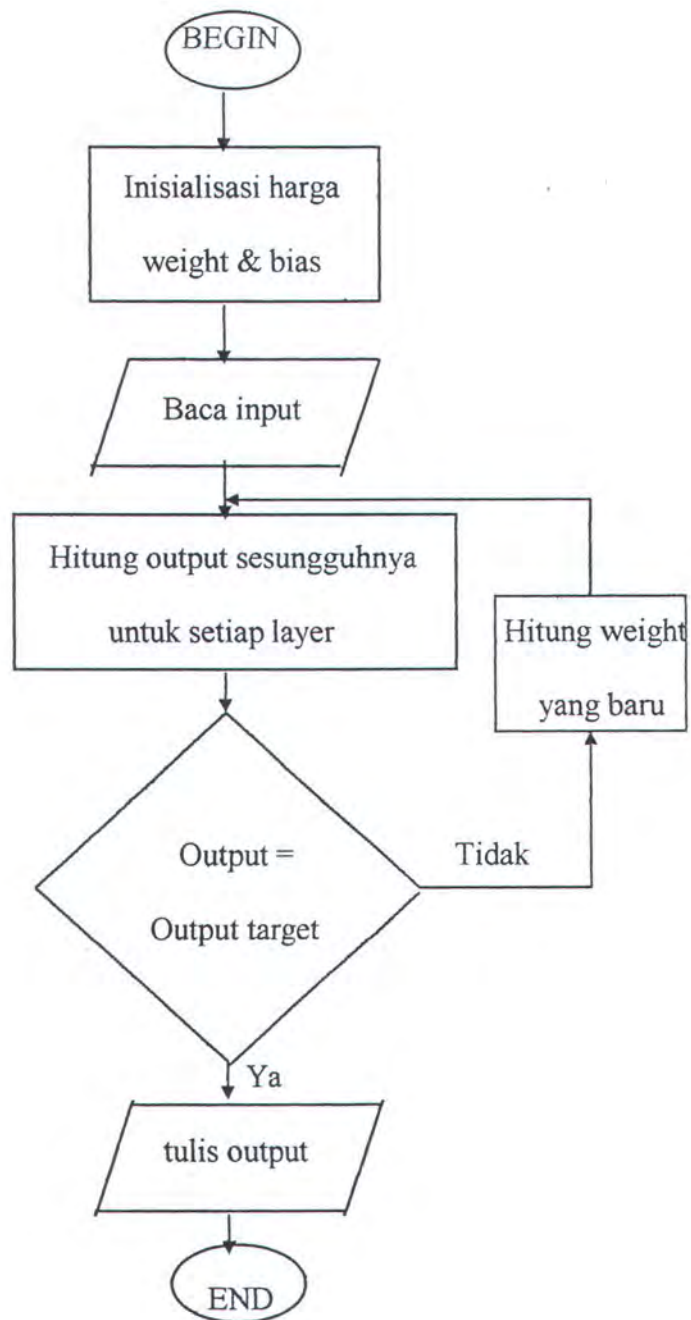 BEGIN
Inisialisasi harga
weight & bias
Baca input
Hitung output sesungguhnya
untuk setiap layer
Hitung weight
yang baru
Output =
Output target
Tidak
Ya
tulis output
END